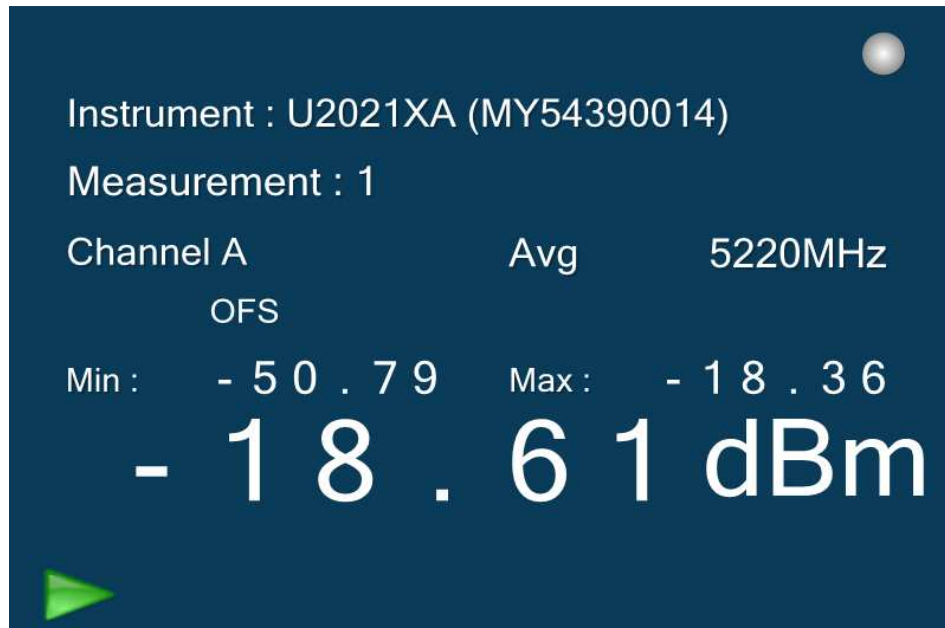 Instrument : U2021XA (MY54390014)
Measurement : 1
Channel A Avg 5220MHz
OFS
Min : -50.79 Max : -18.36
-18.61 dBm